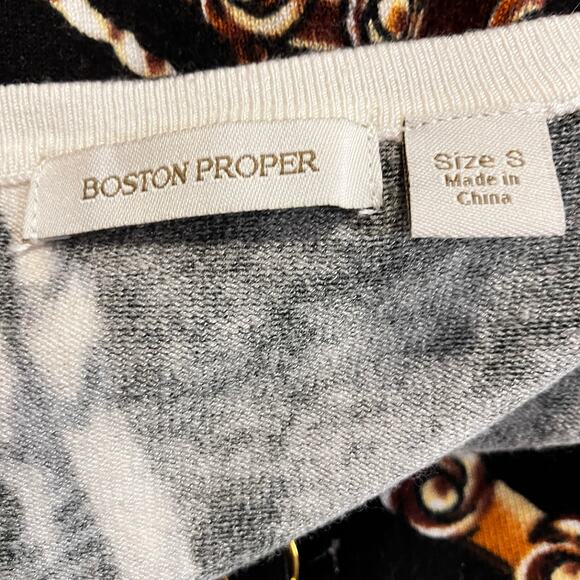 BOSTON PROPER
Size S
Made in
China